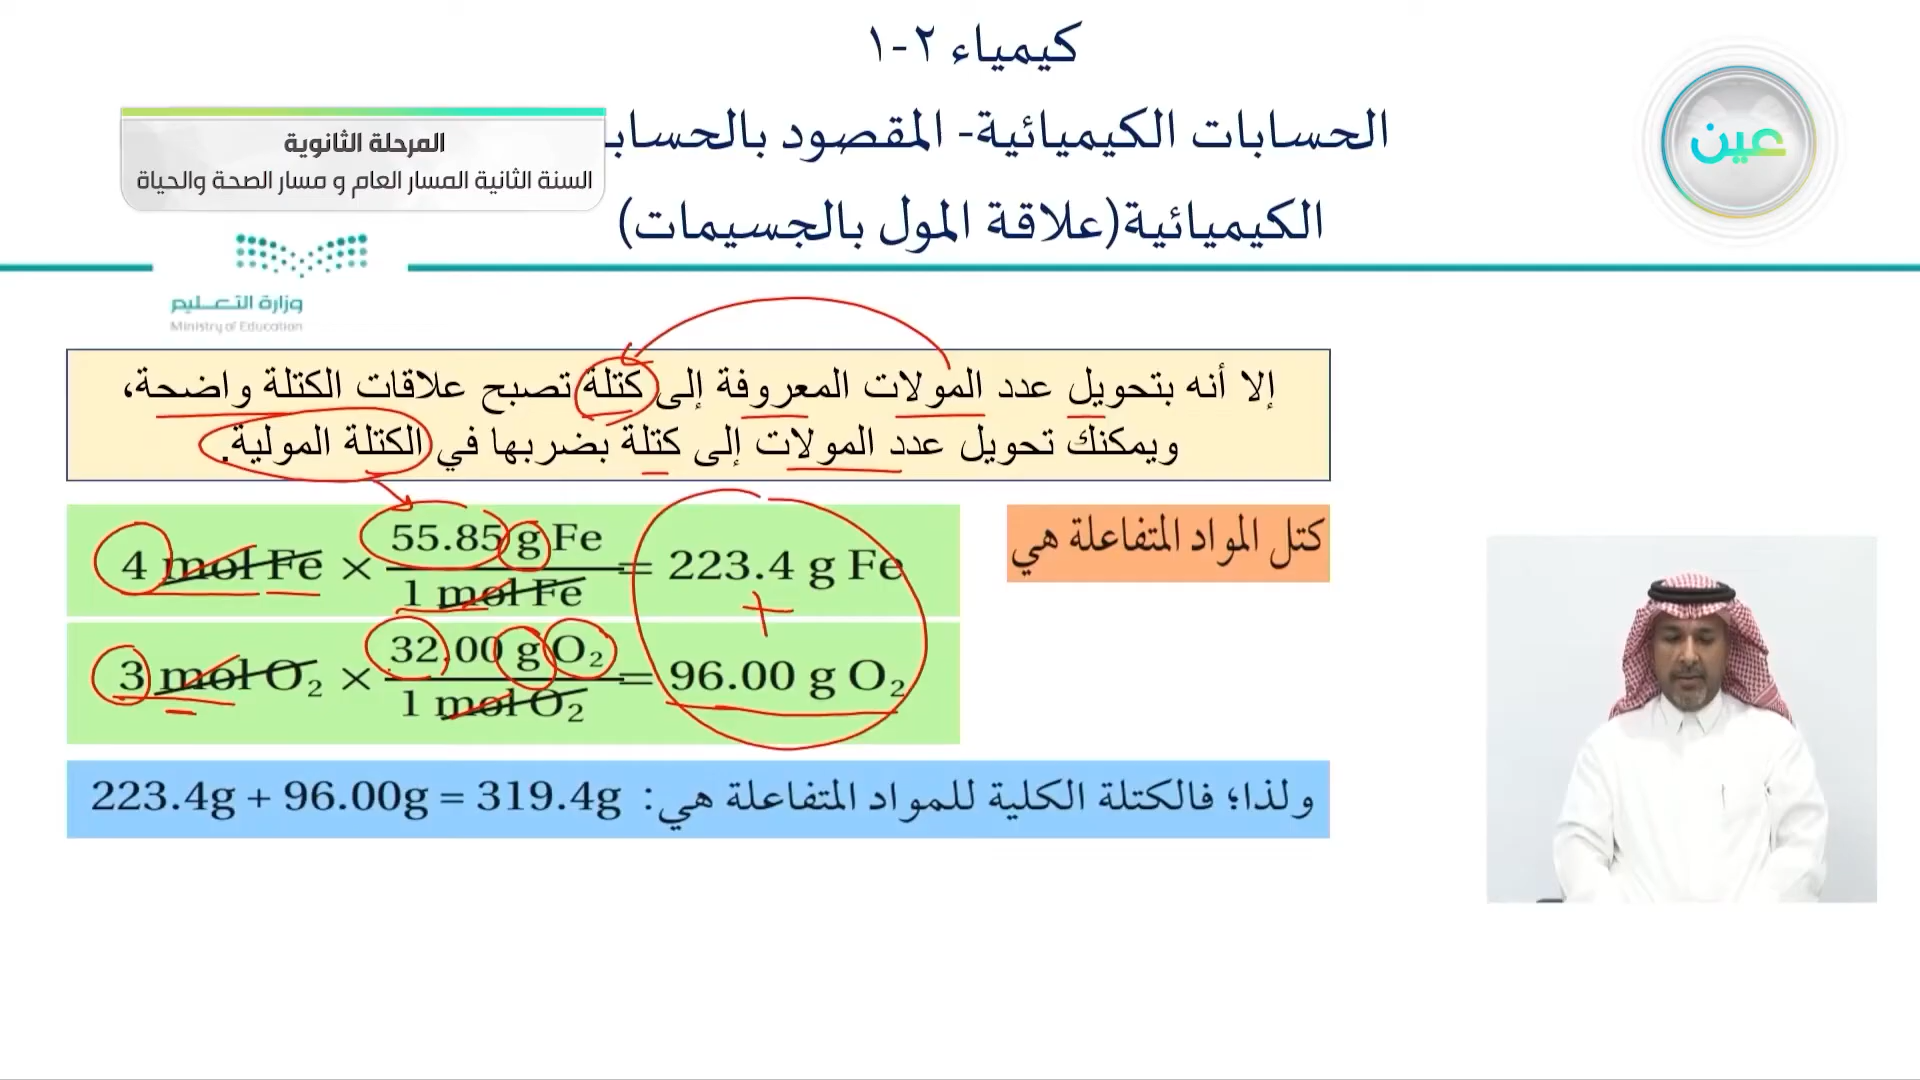 كيمياء ٢-١
الحسابات الكيميائية- المقصود بالحساب
الكيميائية(علاقة المول بالجسيمات)
المرحلة الثانوية
السنة الثانية المسار العام و مسار الصحة والحياة
عين
وزارة التعليم
Ministry of Education
إلا أنه بتحويل عدد المولات المعروفة إلى كتلة تصبح علاقات الكتلة واضحة،
ويمكنك تحويل عدد المولات إلى كتلة بضربها في الكتلة المولية.
كتل المواد المتفاعلة هي
4 mol Fe × 55.85 g Fe / 1 mol Fe = 223.4 g Fe
+
3 mol O₂ × 32.00 g O₂ / 1 mol O₂ = 96.00 g O₂
ولذا؛ فالكتلة الكلية للمواد المتفاعلة هي: 223.4g + 96.00g = 319.4g